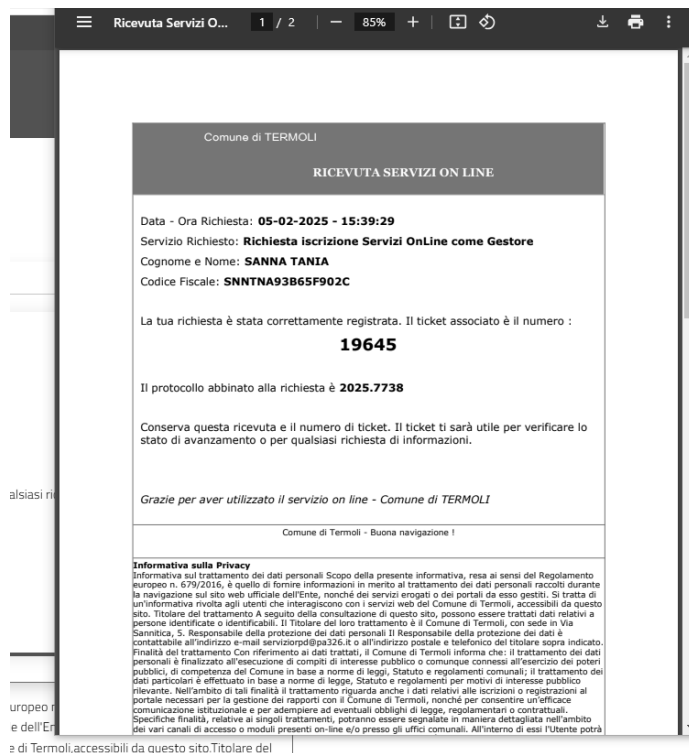 Ricevuta Servizi O... 1 / 2 85%
Comune di TERMOLI
RICEVUTA SERVIZI ON LINE
Data - Ora Richiesta: 05-02-2025 - 15:39:29
Servizio Richiesto: Richiesta iscrizione Servizi OnLine come Gestore
Cognome e Nome: SANNA TANIA
Codice Fiscale: SNNTNA93B65F902C
La tua richiesta è stata correttamente registrata. Il ticket associato è il numero :
19645
Il protocollo abbinato alla richiesta è 2025.7738
Conserva questa ricevuta e il numero di ticket. Il ticket ti sarà utile per verificare lo
stato di avanzamento o per qualsiasi richiesta di informazioni.
alsiasi ri
Grazie per aver utilizzato il servizio on line - Comune di TERMOLI
Comune di Termoli - Buona navigazione !
Informativa sulla Privacy
Informativa sul trattamento dei dati personali Scopo della presente informativa, resa ai sensi del Regolamento
europeo n. 679/2016, è quello di fornire informazioni in merito al trattamento dei dati personali raccolti durante
la navigazione sul sito web ufficiale dell'Ente, nonché dei servizi erogati o dei portali da esso gestiti. Si tratta di
un'informativa rivolta agli utenti che interagiscono con i servizi web del Comune di Termoli, accessibili da questo
sito. Titolare del trattamento A seguito della consultazione di questo sito, possono essere trattati dati relativi a
persone identificate o identificabili. Il Titolare del loro trattamento è il Comune di Termoli, con sede in Via
Sannitica, 5. Responsabile della protezione dei dati personali Il Responsabile della protezione dei dati è
contattabile all'indirizzo e-mail serviziorpd@pa326.it o all'indirizzo postale e telefonico del titolare sopra indicato.
Finalità del trattamento Con riferimento ai dati trattati, il Comune di Termoli informa che: il trattamento dei dati
personali è finalizzato all'esecuzione di compiti di interesse pubblico o comunque connessi all'esercizio dei poteri
pubblici, di competenza del Comune in base a norme di leggi, Statuto e regolamenti comunali; il trattamento dei
dati particolari è effettuato in base a norme di legge, Statuto e regolamenti per motivi di interesse pubblico
rilevante. Nell'ambito di tali finalità il trattamento riguarda anche i dati relativi alle iscrizioni o registrazioni al
portale necessari per la gestione dei rapporti con il Comune di Termoli, nonché per consentire un'efficace
comunicazione istituzionale e per adempiere ad eventuali obblighi di legge, regolamentari o contrattuali.
Specifiche finalità, relative ai singoli trattamenti, potranno essere segnalate in maniera dettagliata nell'ambito
dei vari canali di accesso o moduli presenti on-line e/o presso gli uffici comunali. All'interno di essi l'Utente potrà
uropeo
e dell'En
e di Termoli,accessibili da questo sito.Titolare del